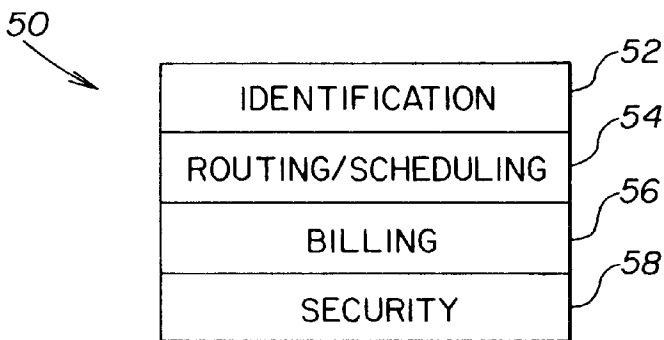 50
52
IDENTIFICATION
54
ROUTING/SCHEDULING
56
BILLING
58
SECURITY